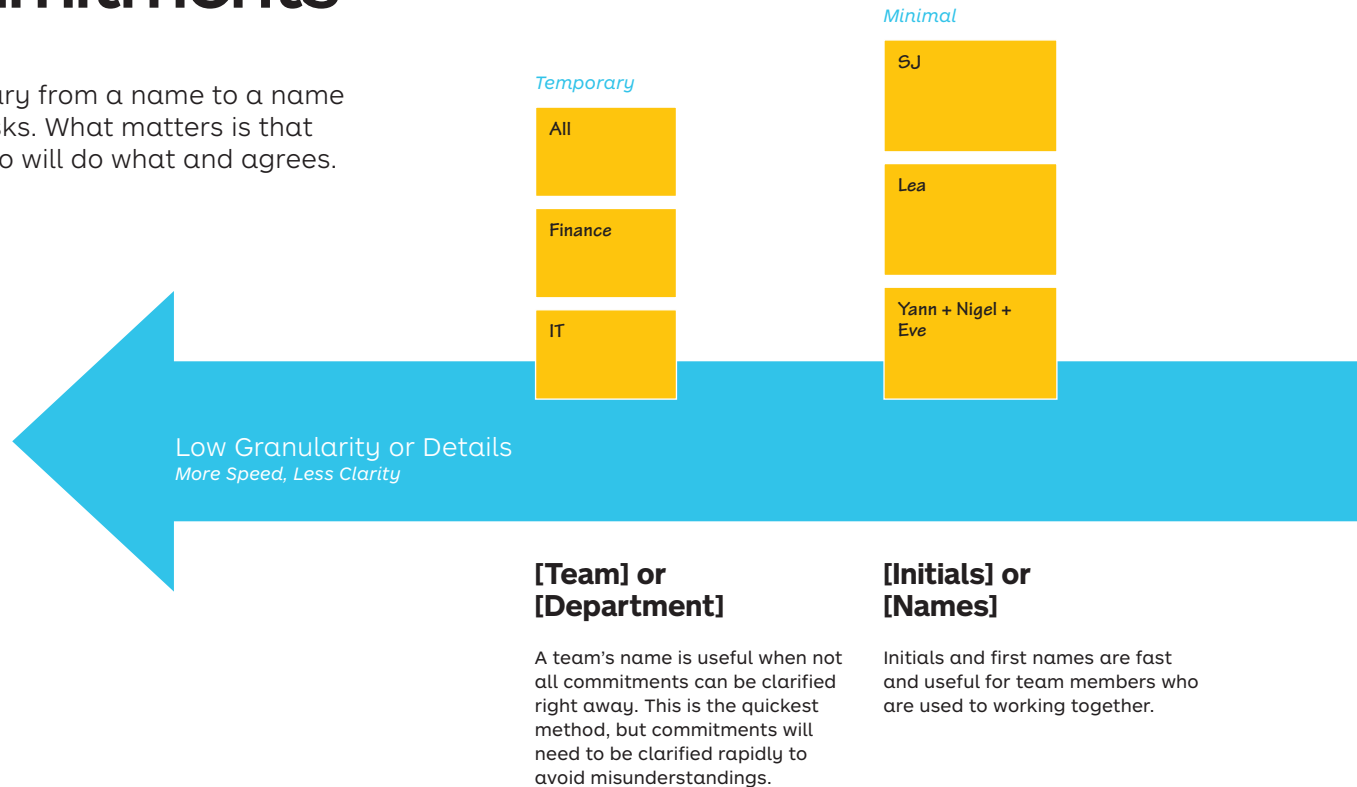 ary from a name to a name
sks. What matters is that
o will do what and agrees.
Temporary
All
Finance
IT
Minimal
SJ
Lea
Yann + Nigel +
Eve
Low Granularity or Details
More Speed, Less Clarity
[Team] or
[Department]
A team’s name is useful when not
all commitments can be clarified
right away. This is the quickest
method, but commitments will
need to be clarified rapidly to
avoid misunderstandings.
[Initials] or
[Names]
Initials and first names are fast
and useful for team members who
are used to working together.